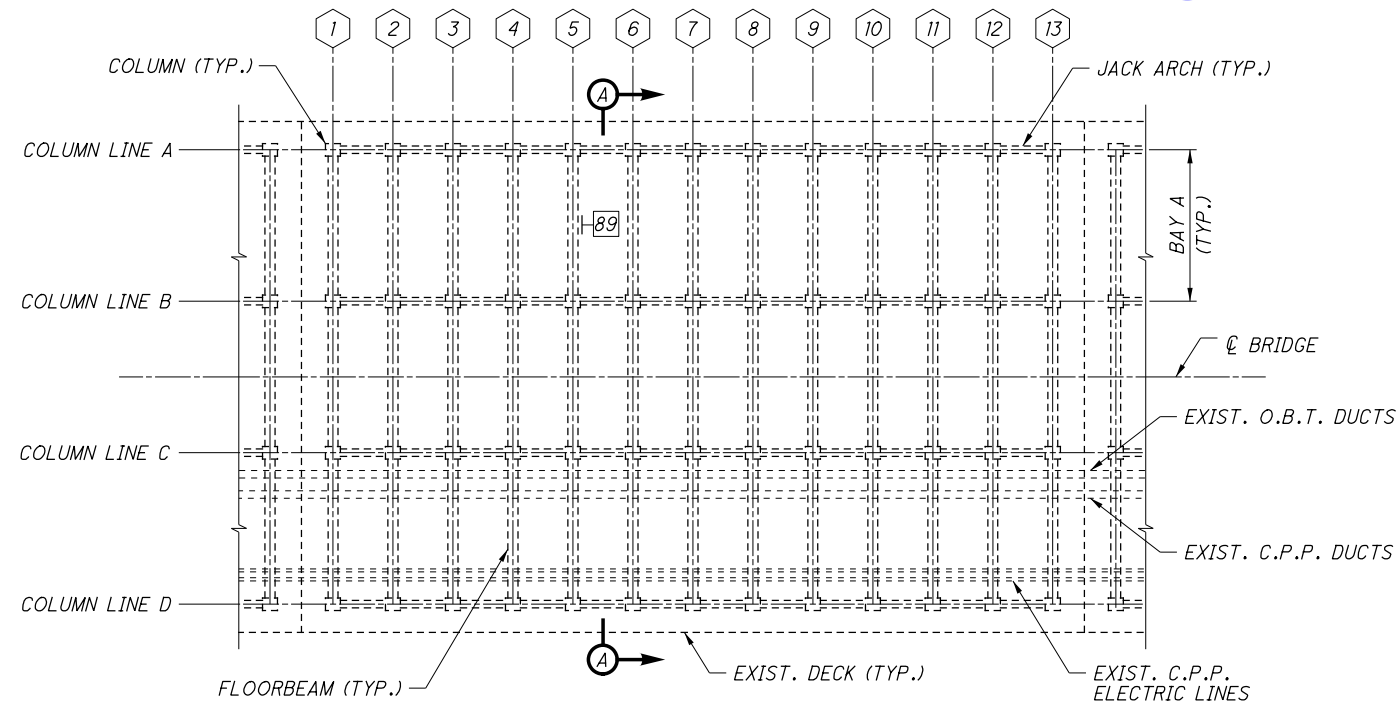 1 2 3 4 5 6 7 8 9 10 11 12 13
COLUMN (TYP.)
JACK ARCH (TYP.)
A
COLUMN LINE A
89
BAY A
(TYP.)
COLUMN LINE B
℄ BRIDGE
EXIST. O.B.T. DUCTS
COLUMN LINE C
EXIST. C.P.P. DUCTS
COLUMN LINE D
A
FLOORBEAM (TYP.)
EXIST. DECK (TYP.)
EXIST. C.P.P.
ELECTRIC LINES